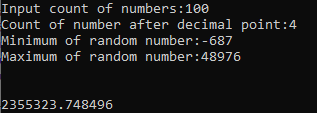 Input count of numbers:100
Count of number after decimal point:4
Minimum of random number:-687
Maximum of random number:48976
2355323.748496